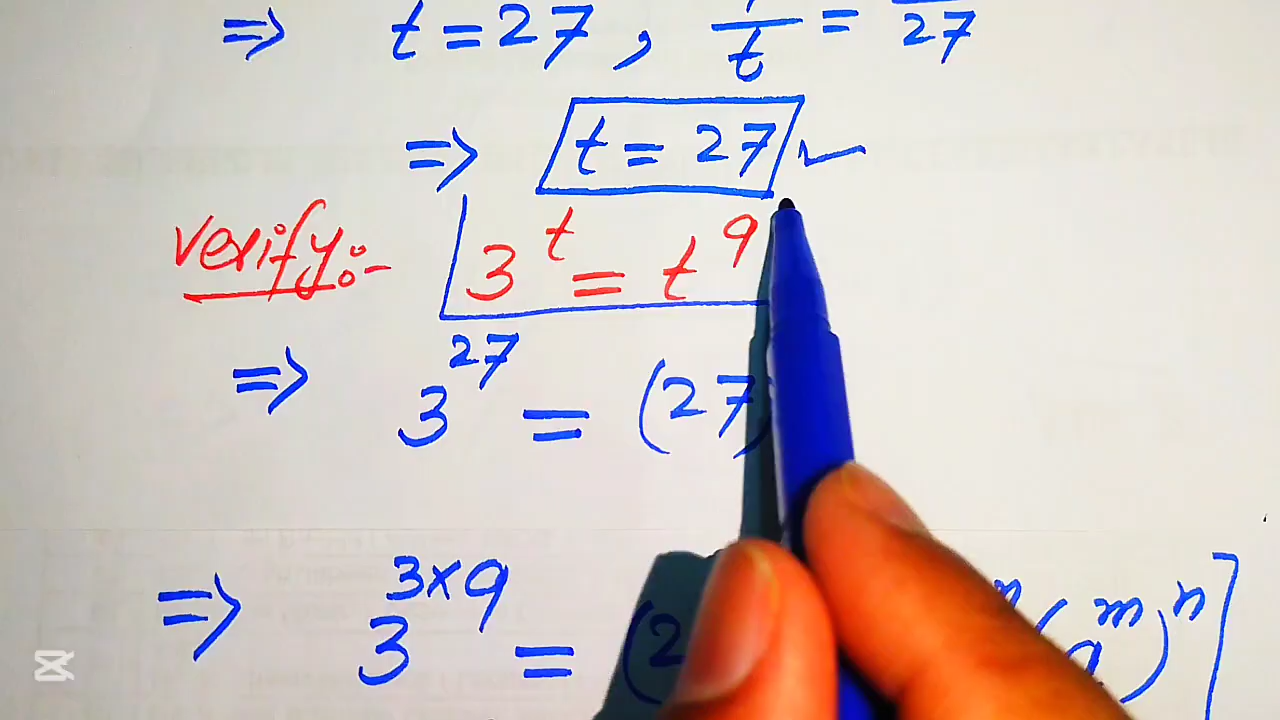 ⇒ t = 27 , 1/t = 1/27
⇒ t = 27 ✓
Verify:- 3^t = t^9
⇒ 3^27 = (27)
⇒ 3^(3×9) = (2 (a^m)^n]